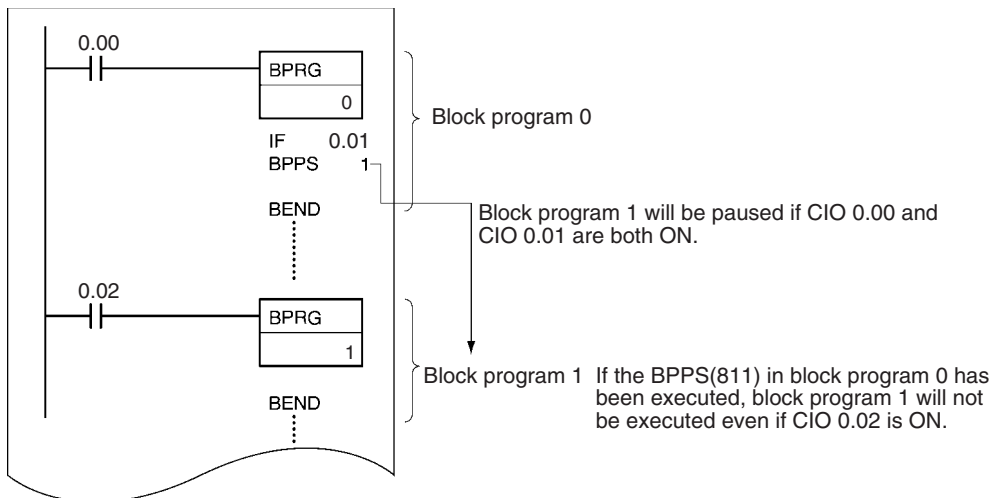 0.00
BPRG
0
Block program 0
IF 0.01
BPPS 1
BEND
Block program 1 will be paused if CIO 0.00 and
CIO 0.01 are both ON.
0.02
BPRG
1
Block program 1
If the BPPS(811) in block program 0 has
been executed, block program 1 will not
be executed even if CIO 0.02 is ON.
BEND